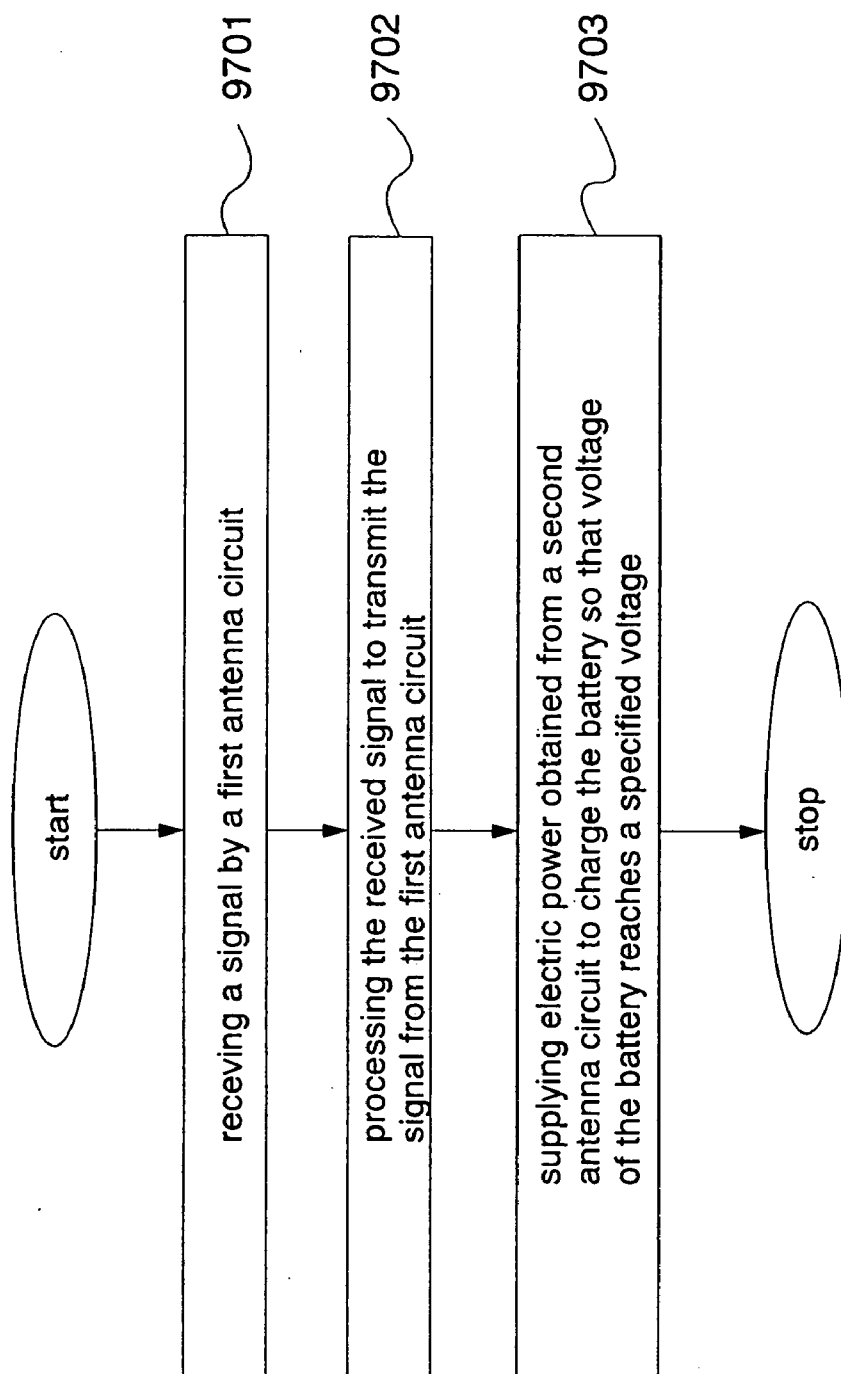 start
receving a signal by a first antenna circuit
9701
processing the received signal to transmit the
signal from the first antenna circuit
9702
supplying electric power obtained from a second
antenna circuit to charge the battery so that voltage
of the battery reaches a specified voltage
9703
stop